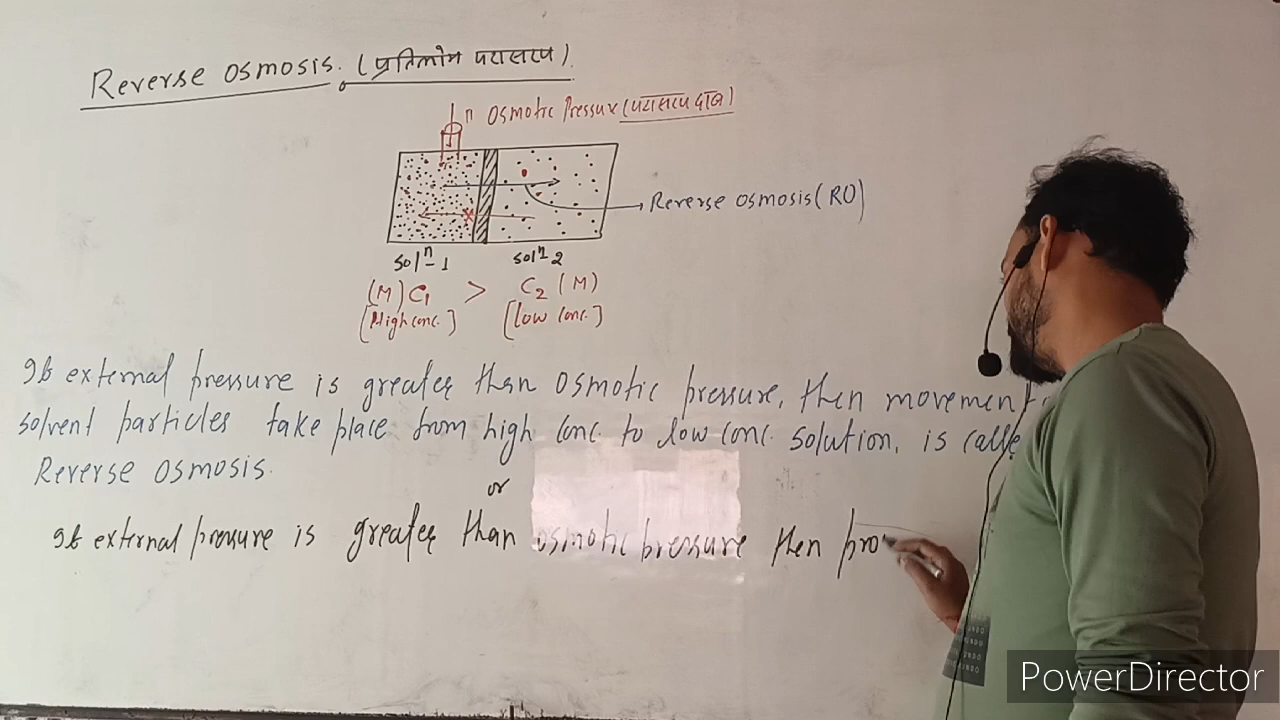 Reverse osmosis. (प्रतिलोम परासरण).
π osmotic Pressure (परासरण दाब)
Reverse osmosis (RO)
solⁿ-1 solⁿ 2
(M) C₁ > C₂ (M)
[High conc.] [low conc.]
If external pressure is greater than osmotic pressure, then movement
solvent particles take place from high conc to low conc. solution, is calle
Reverse osmosis.
or
If external pressure is greater than osmotic pressure then pro
PowerDirector